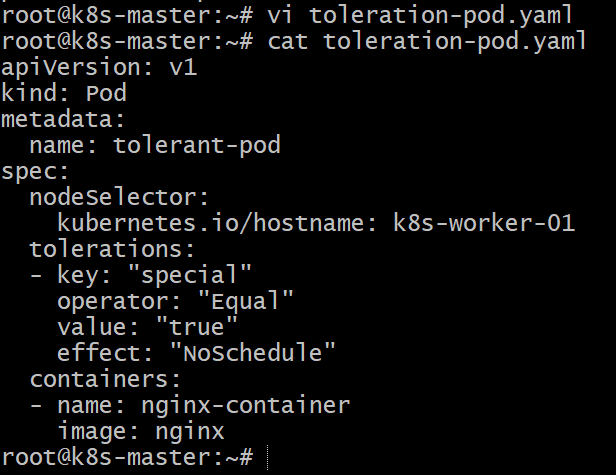 root@k8s-master:~# vi toleration-pod.yaml
root@k8s-master:~# cat toleration-pod.yaml
apiVersion: v1
kind: Pod
metadata:
  name: tolerant-pod
spec:
  nodeSelector:
    kubernetes.io/hostname: k8s-worker-01
  tolerations:
  - key: "special"
    operator: "Equal"
    value: "true"
    effect: "NoSchedule"
  containers:
  - name: nginx-container
    image: nginx
root@k8s-master:~#